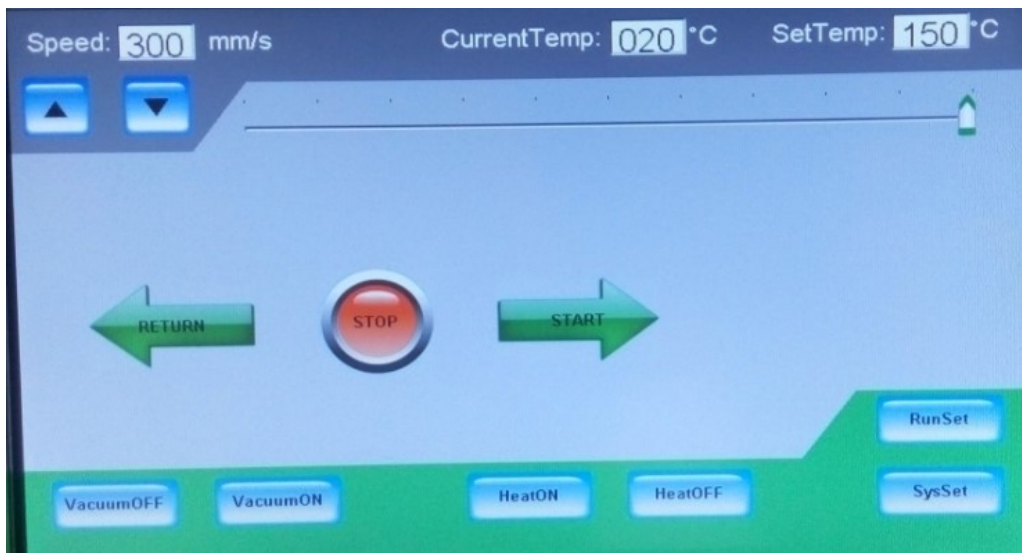 Speed: 300 mm/s CurrentTemp: 020 °C SetTemp: 150 °C
RETURN STOP START
RunSet
VacuumOFF VacuumON HeatON HeatOFF SysSet